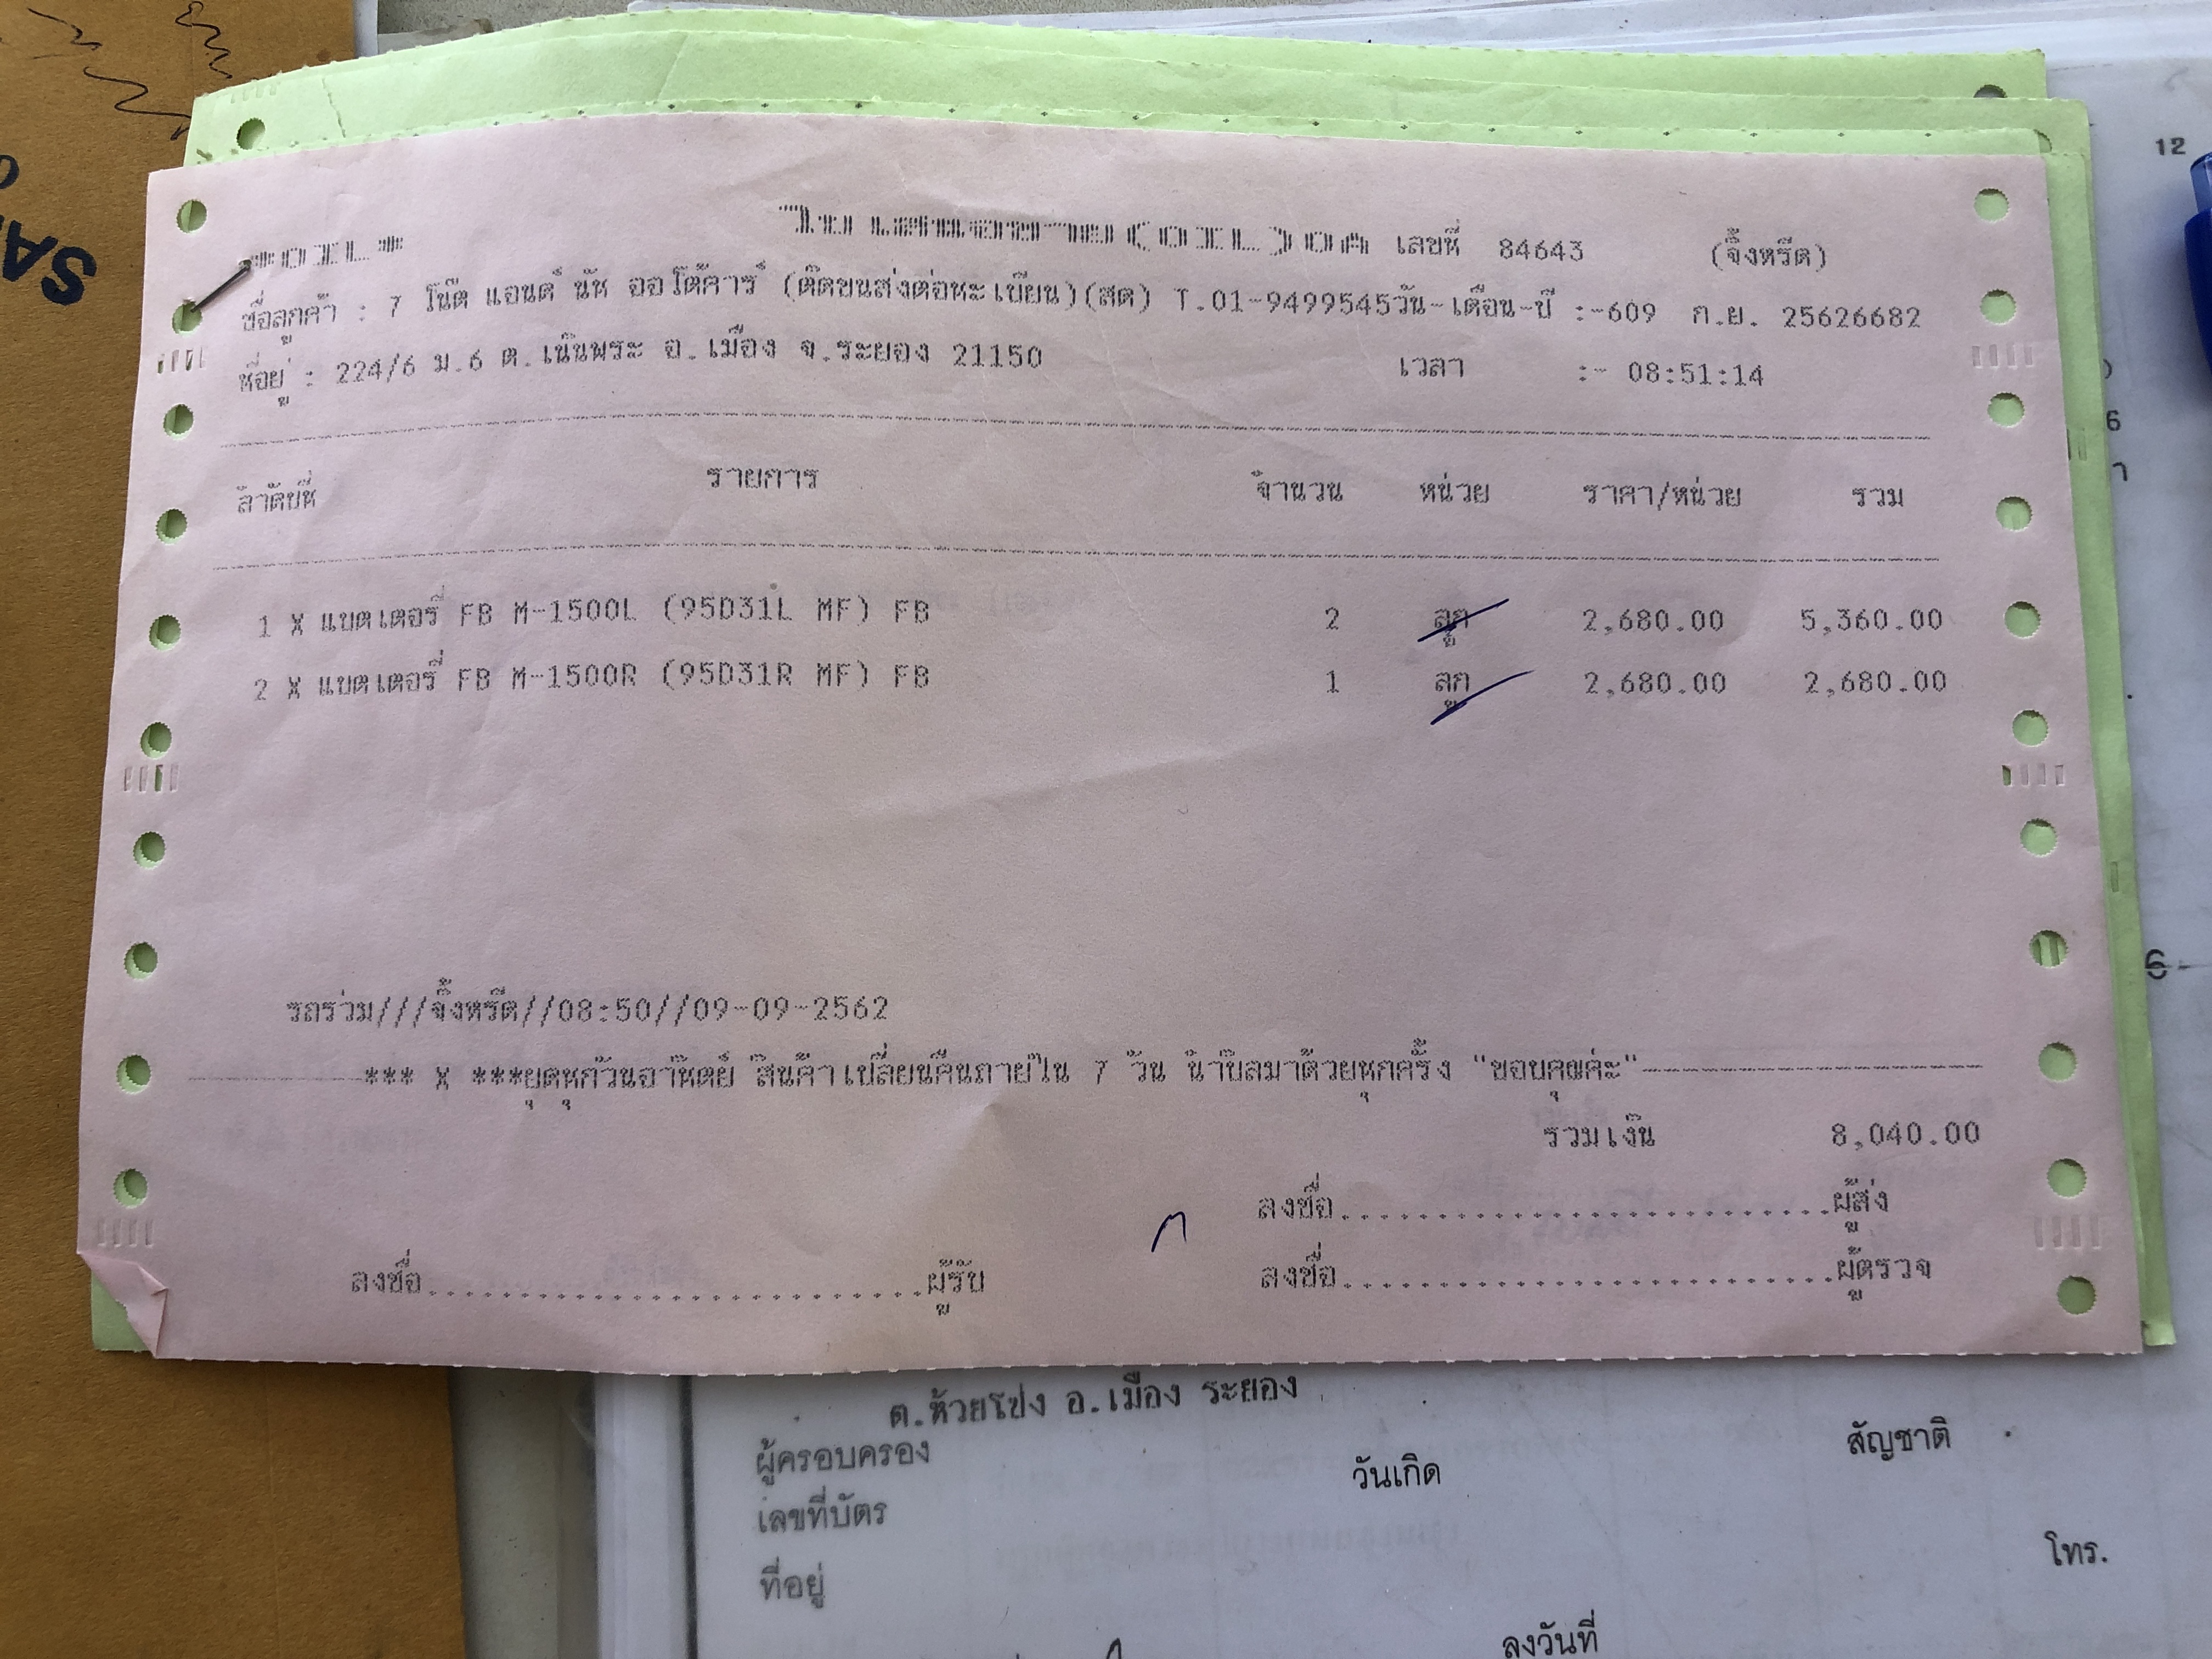 *OIL*
ใบเสนอขาย(OIL)OA เลขที่ 84643 (จิ้งหรีด)
ชื่อลูกค้า : 7 โน๊ต แอนด์ นัท ออโต้คาร์ (ติดขนส่งต่อทะเบียน)(สด) T.01-9499545วัน-เดือน-ปี :-609 ก.ย. 25626682
ที่อยู่ : 224/6 ม.6 ต.เนินพระ อ.เมือง จ.ระยอง 21150 เวลา :- 08:51:14
ลำดับที่ รายการ จำนวน หน่วย ราคา/หน่วย รวม
1 X แบตเตอรี่ FB M-1500L (95D31L MF) FB 2 ลูก 2,680.00 5,360.00
2 X แบตเตอรี่ FB M-1500R (95D31R MF) FB 1 ลูก 2,680.00 2,680.00
รถร่วม///จิ้งหรีด//08:50//09-09-2562
*** X ***หยุดทุกวันอาทิตย์ สินค้าเปลี่ยนคืนภายใน 7 วัน นำบิลมาด้วยทุกครั้ง "ขอบคุณค่ะ"
รวมเงิน 8,040.00
ลงชื่อ..............................ผู้ส่ง
ลงชื่อ..............................ผู้รับ ลงชื่อ..............................ผู้ตรวจ
ต.ห้วยโป่ง อ.เมือง ระยอง
ผู้ครอบครอง วันเกิด สัญชาติ
เลขที่บัตร
ที่อยู่ โทร.
ลงวันที่
12
6